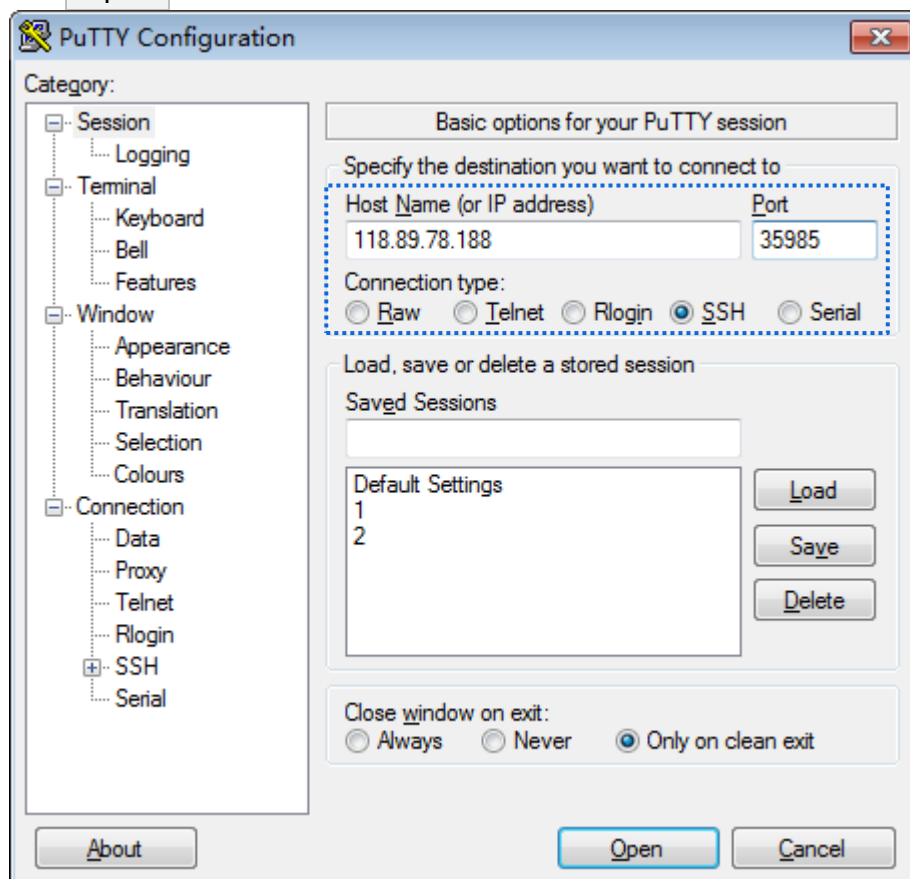 PuTTY Configuration
Category:
Session
Logging
Terminal
Keyboard
Bell
Features
Window
Appearance
Behaviour
Translation
Selection
Colours
Connection
Data
Proxy
Telnet
Rlogin
SSH
Serial
Basic options for your PuTTY session
Specify the destination you want to connect to
Host Name (or IP address) Port
118.89.78.188 35985
Connection type:
Raw Telnet Rlogin SSH Serial
Load, save or delete a stored session
Saved Sessions
Default Settings
1
2
Load
Save
Delete
Close window on exit:
Always Never Only on clean exit
About Open Cancel